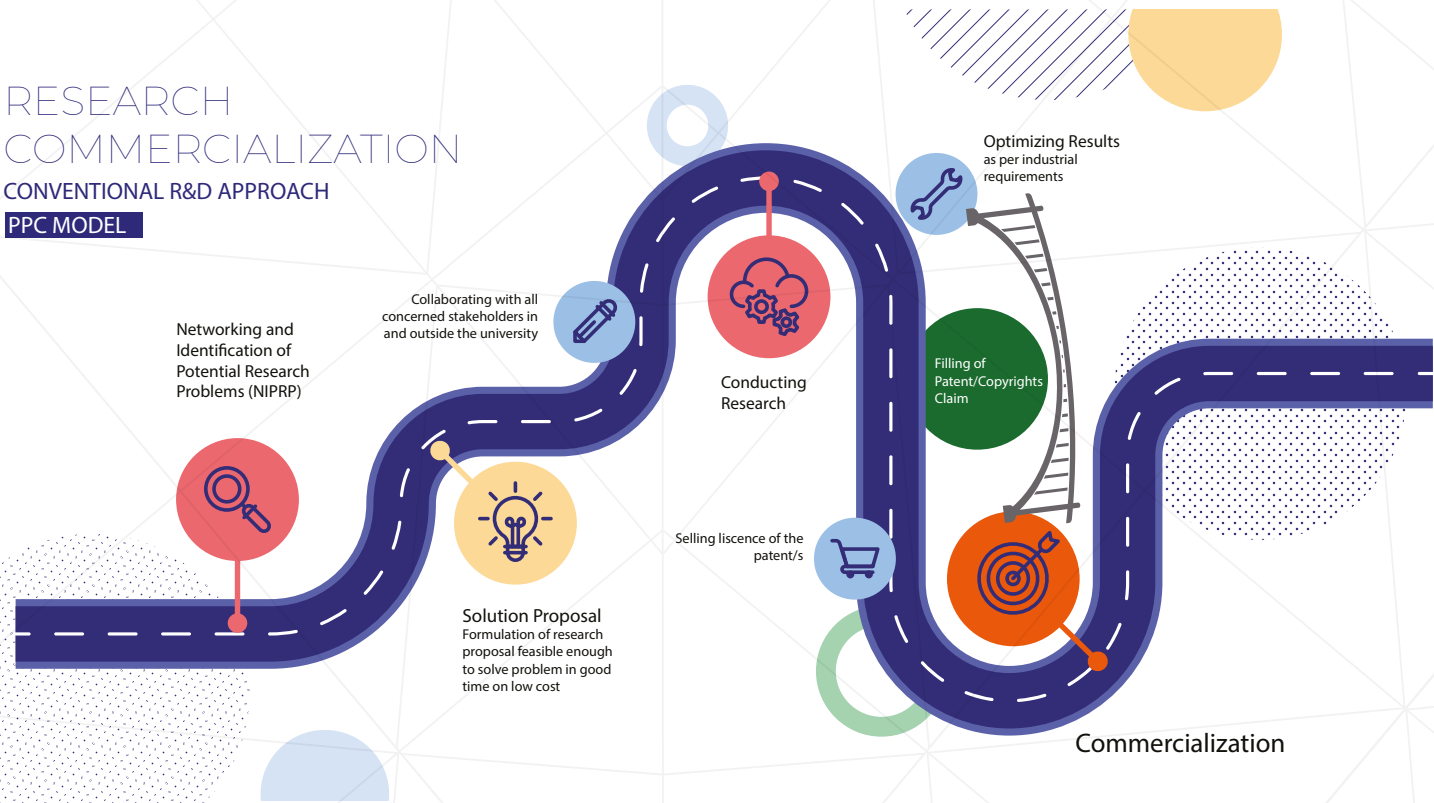 RESEARCH
COMMERCIALIZATION
CONVENTIONAL R&D APPROACH
PPC MODEL
Networking and
Identification of
Potential Research
Problems (NIPRP)
Solution Proposal
Formulation of research
proposal feasible enough
to solve problem in good
time on low cost
Collaborating with all
concerned stakeholders in
and outside the university
Conducting
Research
Optimizing Results
as per industrial
requirements
Filling of
Patent/Copyrights
Claim
Selling liscence of the
patent/s
Commercialization